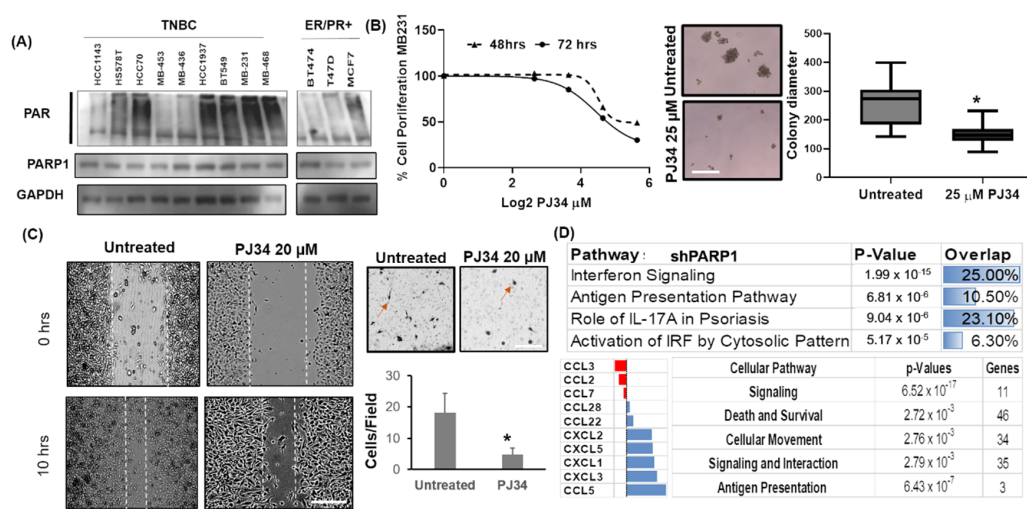 (A)
TNBC
ER/PR+
HCC1143
HS578T
HCC70
MB-453
MB-436
HCC1937
BT549
MB-231
MB-468
BT474
T47D
MCF7
PAR
PARP1
GAPDH
(B)
% Cell Porliferation MB231
48hrs
72 hrs
150
100
50
0
0
2
4
6
Log2 PJ34 μM
Untreated
PJ34 25 μM
Colony diameter
500
400
300
200
100
0
*
Untreated
25 μM PJ34
(C)
Untreated
PJ34 20 μM
0 hrs
10 hrs
Untreated
PJ34 20 μM
Cells/Field
30
20
10
0
*
Untreated
PJ34
(D)
Pathway : shPARP1 P-Value Overlap
Interferon Signaling 1.99 x 10-15 25.00%
Antigen Presentation Pathway 6.81 x 10-6 10.50%
Role of IL-17A in Psoriasis 9.04 x 10-6 23.10%
Activation of IRF by Cytosolic Pattern 5.17 x 10-5 6.30%
CCL3
CCL2
CCL7
CCL28
CCL22
CXCL2
CXCL5
CXCL1
CXCL3
CCL5
Cellular Pathway p-Values Genes
Signaling 6.52 x 10-17 11
Death and Survival 2.72 x 10-3 46
Cellular Movement 2.76 x 10-3 34
Signaling and Interaction 2.79 x 10-3 35
Antigen Presentation 6.43 x 10-7 3